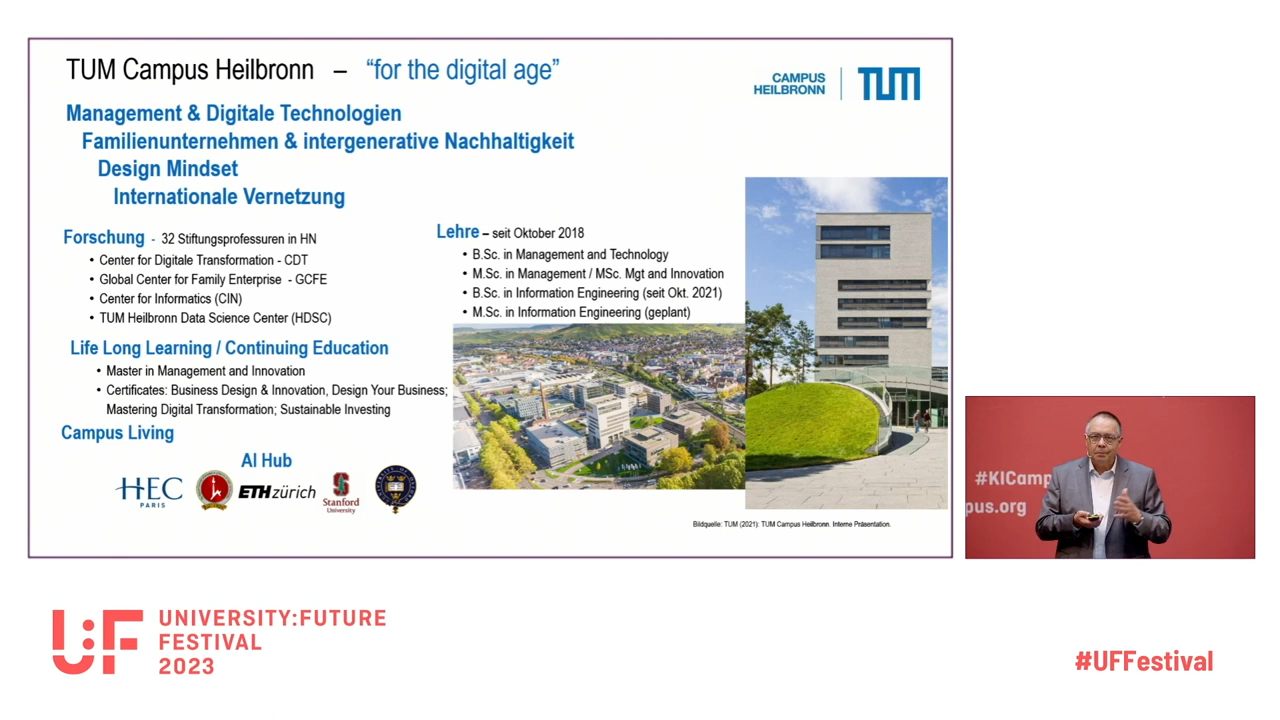 TUM Campus Heilbronn – “for the digital age”
CAMPUS HEILBRONN
TUM
Management & Digitale Technologien
Familienunternehmen & intergenerative Nachhaltigkeit
Design Mindset
Internationale Vernetzung
Forschung - 32 Stiftungsprofessuren in HN
• Center for Digitale Transformation - CDT
• Global Center for Family Enterprise - GCFE
• Center for Informatics (CIN)
• TUM Heilbronn Data Science Center (HDSC)
Lehre – seit Oktober 2018
• B.Sc. in Management and Technology
• M.Sc. in Management / MSc. Mgt and Innovation
• B.Sc. in Information Engineering (seit Okt. 2021)
• M.Sc. in Information Engineering (geplant)
Life Long Learning / Continuing Education
• Master in Management and Innovation
• Certificates: Business Design & Innovation, Design Your Business;
Mastering Digital Transformation; Sustainable Investing
Campus Living
AI Hub
HEC
PARIS
ETH zürich
Stanford
University
Bildquelle: TUM (2021): TUM Campus Heilbronn. Interne Präsentation.
#KICamp
pus.org
U:F
UNIVERSITY:FUTURE
FESTIVAL
2023
#UFFestival